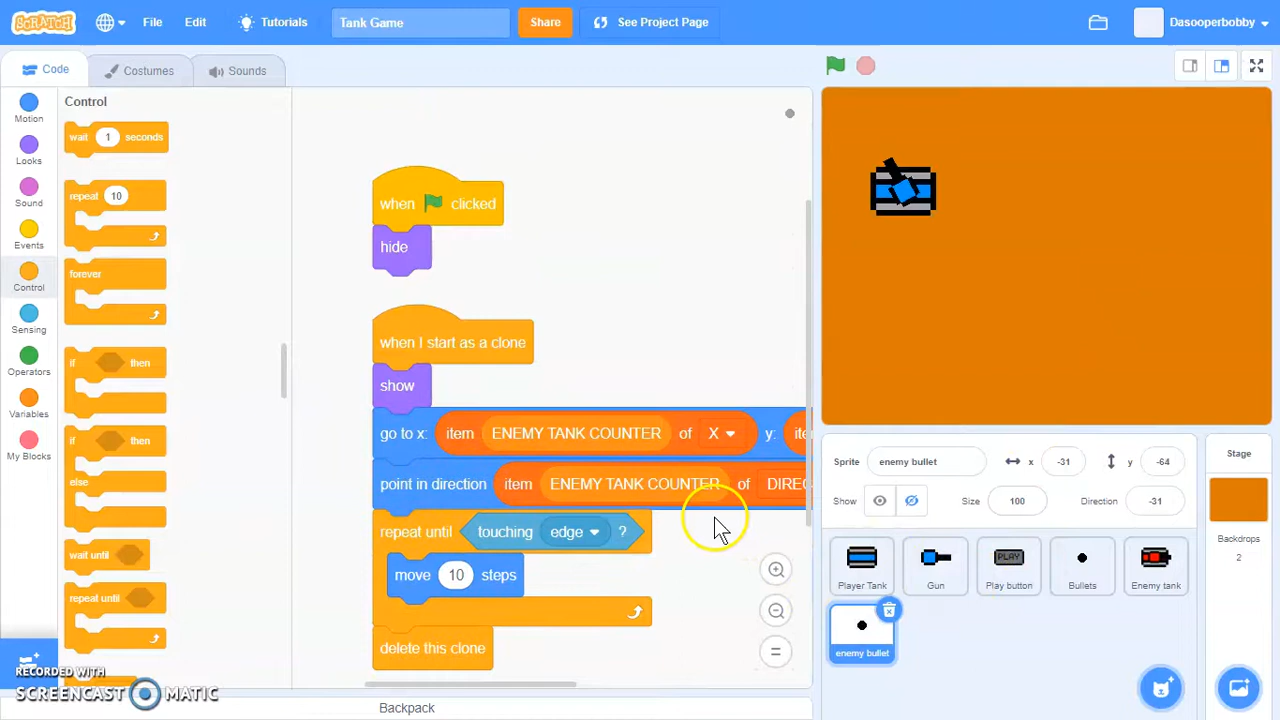 SCRATCH
File
Edit
Tutorials
Tank Game
Share
See Project Page
Dasooperbobby
Code
Costumes
Sounds
Motion
Looks
Sound
Events
Control
Sensing
Operators
Variables
My Blocks
Control
wait 1 seconds
repeat 10
forever
if then
if then
else
wait until
repeat until
when clicked
hide
when I start as a clone
show
go to x: item ENEMY TANK COUNTER of X y:
point in direction item ENEMY TANK COUNTER of
repeat until touching edge ?
move 10 steps
delete this clone
Backpack
Sprite enemy bullet x -31 y -64
Show Size 100 Direction -31
Player Tank
Gun
Play button
PLAY
Bullets
Enemy tank
enemy bullet
Stage
Backdrops
2
RECORDED WITH
SCREENCAST MATIC